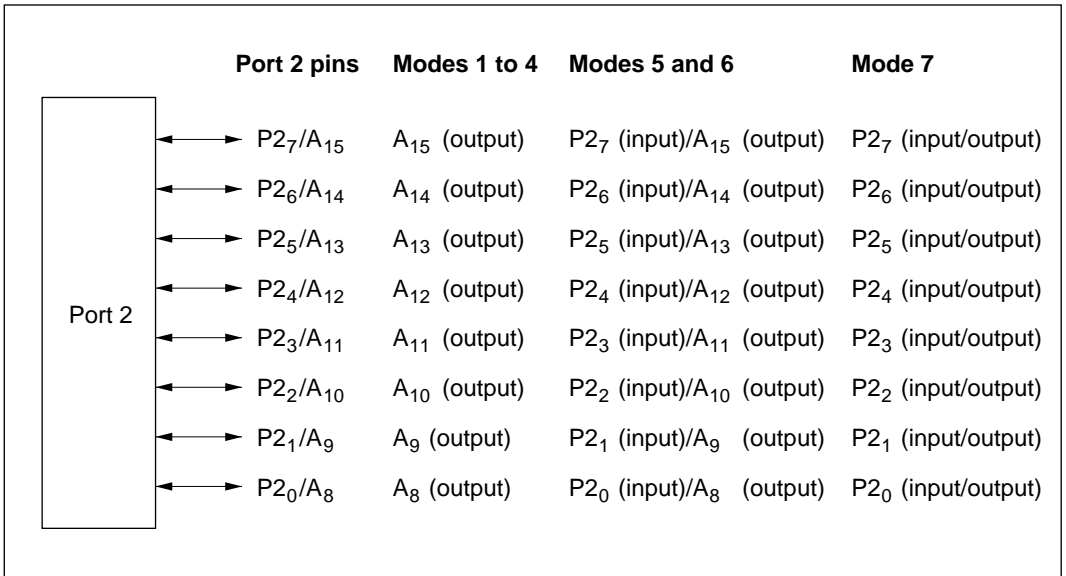 Port 2 pins Modes 1 to 4 Modes 5 and 6 Mode 7
P2₇/A₁₅ A₁₅ (output) P2₇ (input)/A₁₅ (output) P2₇ (input/output)
P2₆/A₁₄ A₁₄ (output) P2₆ (input)/A₁₄ (output) P2₆ (input/output)
P2₅/A₁₃ A₁₃ (output) P2₅ (input)/A₁₃ (output) P2₅ (input/output)
P2₄/A₁₂ A₁₂ (output) P2₄ (input)/A₁₂ (output) P2₄ (input/output)
Port 2
P2₃/A₁₁ A₁₁ (output) P2₃ (input)/A₁₁ (output) P2₃ (input/output)
P2₂/A₁₀ A₁₀ (output) P2₂ (input)/A₁₀ (output) P2₂ (input/output)
P2₁/A₉ A₉ (output) P2₁ (input)/A₉ (output) P2₁ (input/output)
P2₀/A₈ A₈ (output) P2₀ (input)/A₈ (output) P2₀ (input/output)